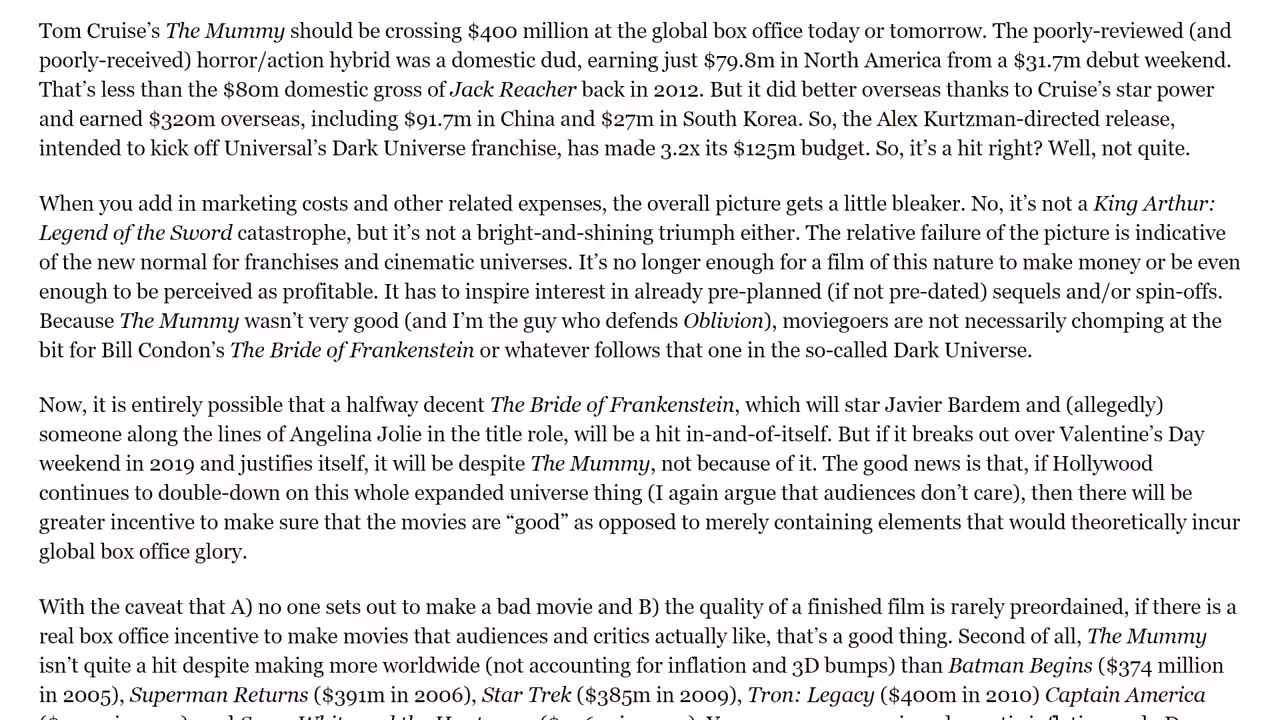 Tom Cruise’s The Mummy should be crossing $400 million at the global box office today or tomorrow. The poorly-reviewed (and
poorly-received) horror/action hybrid was a domestic dud, earning just $79.8m in North America from a $31.7m debut weekend.
That’s less than the $80m domestic gross of Jack Reacher back in 2012. But it did better overseas thanks to Cruise’s star power
and earned $320m overseas, including $91.7m in China and $27m in South Korea. So, the Alex Kurtzman-directed release,
intended to kick off Universal’s Dark Universe franchise, has made 3.2x its $125m budget. So, it’s a hit right? Well, not quite.
When you add in marketing costs and other related expenses, the overall picture gets a little bleaker. No, it’s not a King Arthur:
Legend of the Sword catastrophe, but it’s not a bright-and-shining triumph either. The relative failure of the picture is indicative
of the new normal for franchises and cinematic universes. It’s no longer enough for a film of this nature to make money or be even
enough to be perceived as profitable. It has to inspire interest in already pre-planned (if not pre-dated) sequels and/or spin-offs.
Because The Mummy wasn’t very good (and I’m the guy who defends Oblivion), moviegoers are not necessarily chomping at the
bit for Bill Condon’s The Bride of Frankenstein or whatever follows that one in the so-called Dark Universe.
Now, it is entirely possible that a halfway decent The Bride of Frankenstein, which will star Javier Bardem and (allegedly)
someone along the lines of Angelina Jolie in the title role, will be a hit in-and-of-itself. But if it breaks out over Valentine’s Day
weekend in 2019 and justifies itself, it will be despite The Mummy, not because of it. The good news is that, if Hollywood
continues to double-down on this whole expanded universe thing (I again argue that audiences don’t care), then there will be
greater incentive to make sure that the movies are “good” as opposed to merely containing elements that would theoretically incur
global box office glory.
With the caveat that A) no one sets out to make a bad movie and B) the quality of a finished film is rarely preordained, if there is a
real box office incentive to make movies that audiences and critics actually like, that’s a good thing. Second of all, The Mummy
isn’t quite a hit despite making more worldwide (not accounting for inflation and 3D bumps) than Batman Begins ($374 million
in 2005), Superman Returns ($391m in 2006), Star Trek ($385m in 2009), Tron: Legacy ($400m in 2010) Captain America